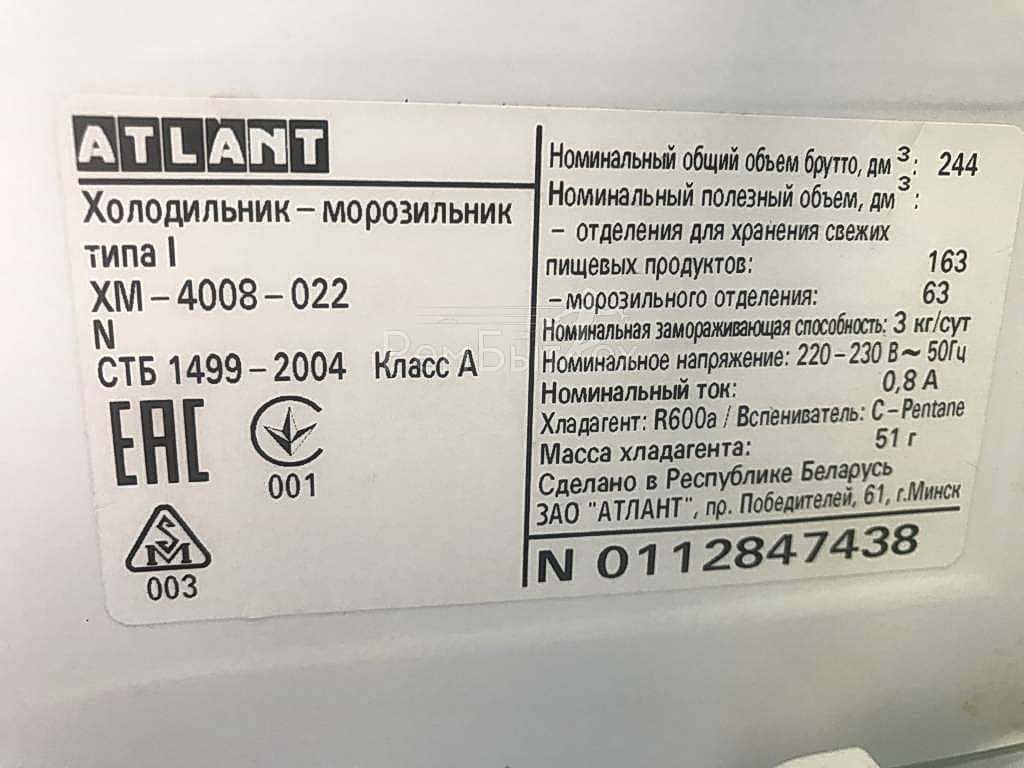 ATLANT
Холодильник – морозильник
типа I
ХМ – 4008 – 022
N
СТБ 1499 – 2004 Класс А
ЕАС
001
003
Номинальный общий объем брутто, дм³: 244
Номинальный полезный объем, дм³:
– отделения для хранения свежих
пищевых продуктов: 163
– морозильного отделения: 63
Номинальная замораживающая способность: 3 кг/сут
Номинальное напряжение: 220 – 230 В ~ 50Гц
Номинальный ток: 0,8 А
Хладагент: R600a / Вспениватель: C – Pentane
Масса хладагента: 51 г
Сделано в Республике Беларусь
ЗАО "АТЛАНТ", пр. Победителей, 61, г.Минск
N 0112847438